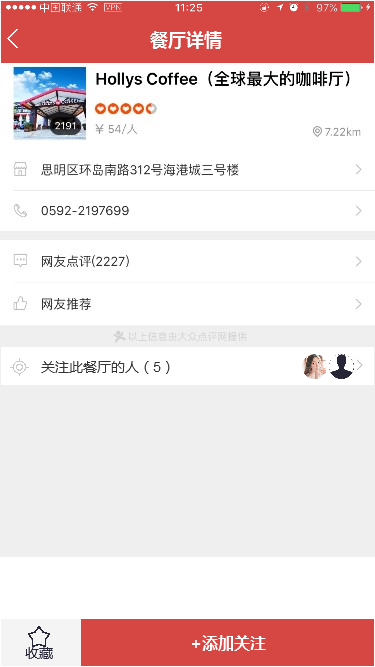 中国联通 VPN 11:25 97%
餐厅详情
Hollys Coffee（全球最大的咖啡厅）
2191
￥54/人
7.22km
思明区环岛南路312号海港城三号楼
0592-2197699
网友点评(2227)
网友推荐
以上信息由大众点评网提供
关注此餐厅的人（5）
收藏
+添加关注